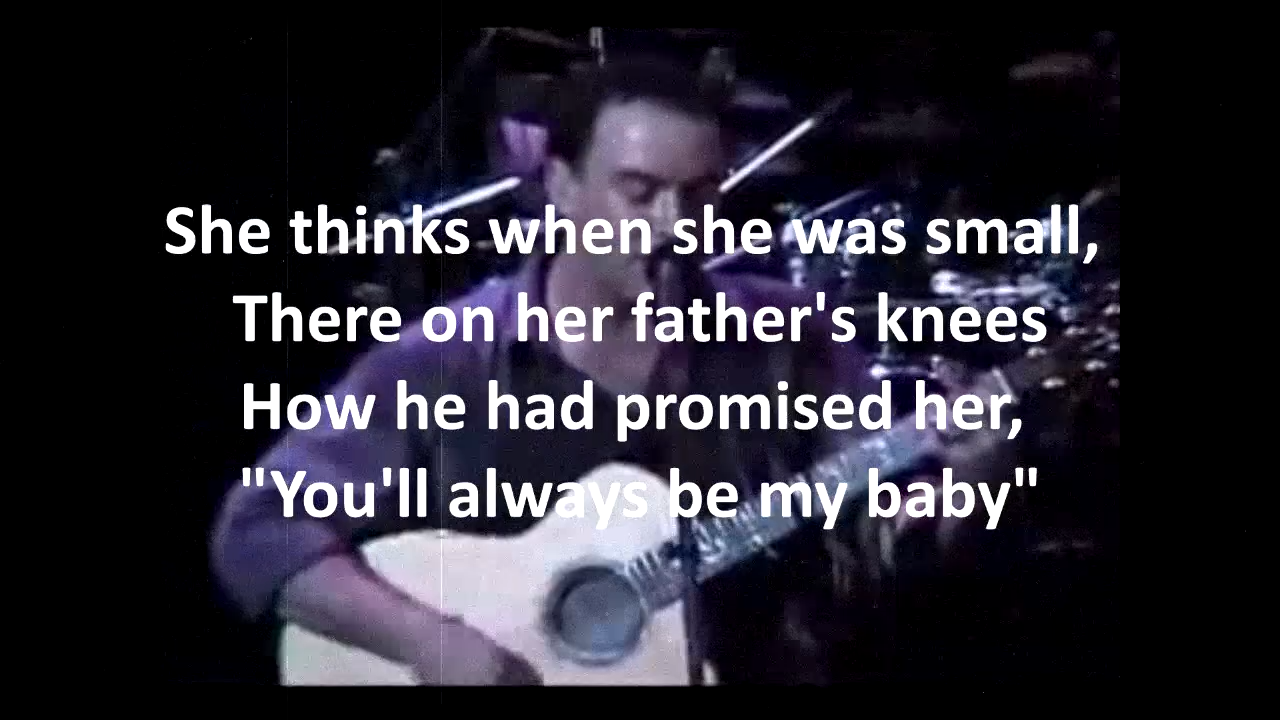 She thinks when she was small,
There on her father's knees
How he had promised her,
"You'll always be my baby"